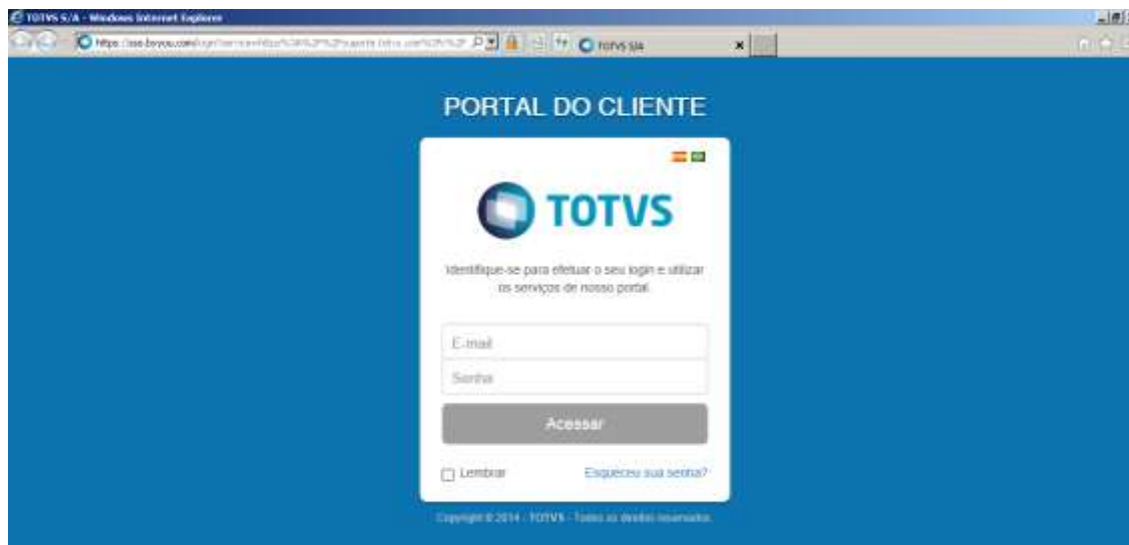 TOTVS S/A - Windows Internet Explorer
TOTVS S/A
PORTAL DO CLIENTE
TOTVS
Identifique-se para efetuar o seu login e utilizar
os serviços de nosso portal.
E-mail
Senha
Acessar
Lembrar Esqueceu sua senha?
Copyright © 2014 - TOTVS - Todos os direitos reservados.